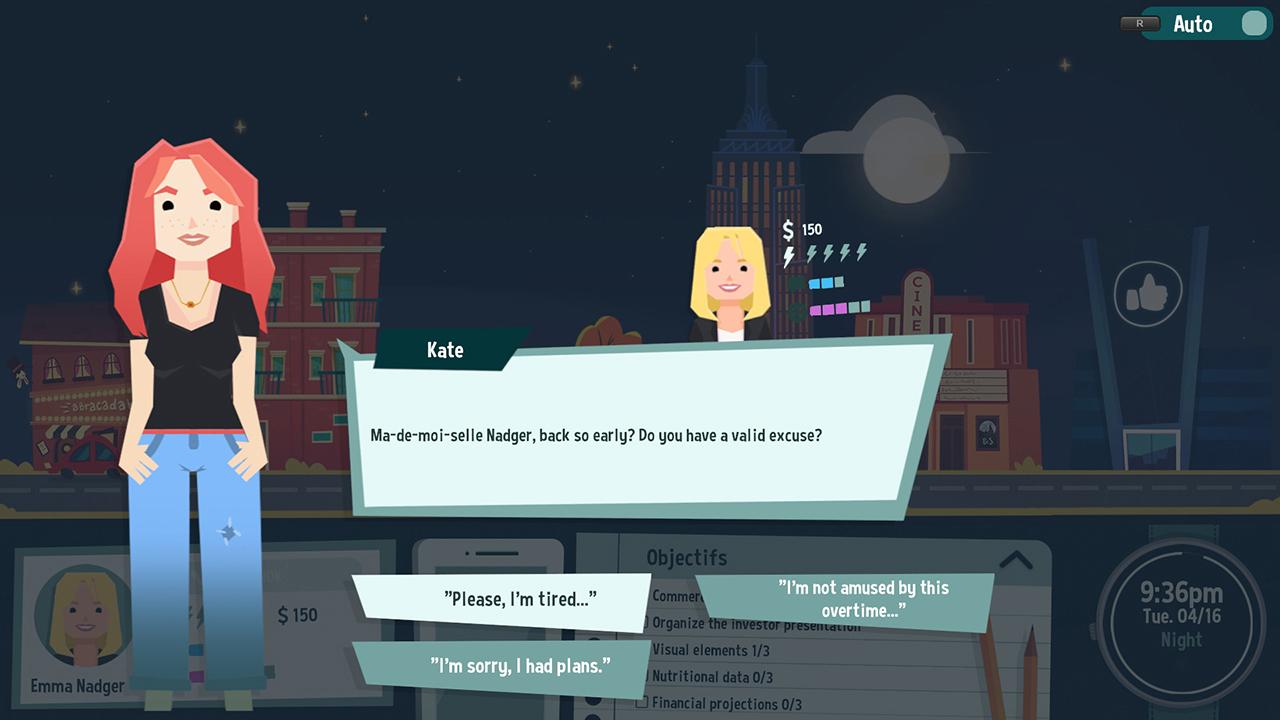 R
Auto
$ 150
CINE
Kate
abracada
Ma-de-moi-selle Nadger, back so early? Do you have a valid excuse?
Objectifs
"Please, I'm tired..."
"I'm not amused by this
overtime..."
Organize the investor presentation
"I'm sorry, I had plans."
Visual elements 1/3
Nutritional data 0/3
Financial projections 0/3
$ 150
Emma Nadger
9:36pm
Tue. 04/16
Night